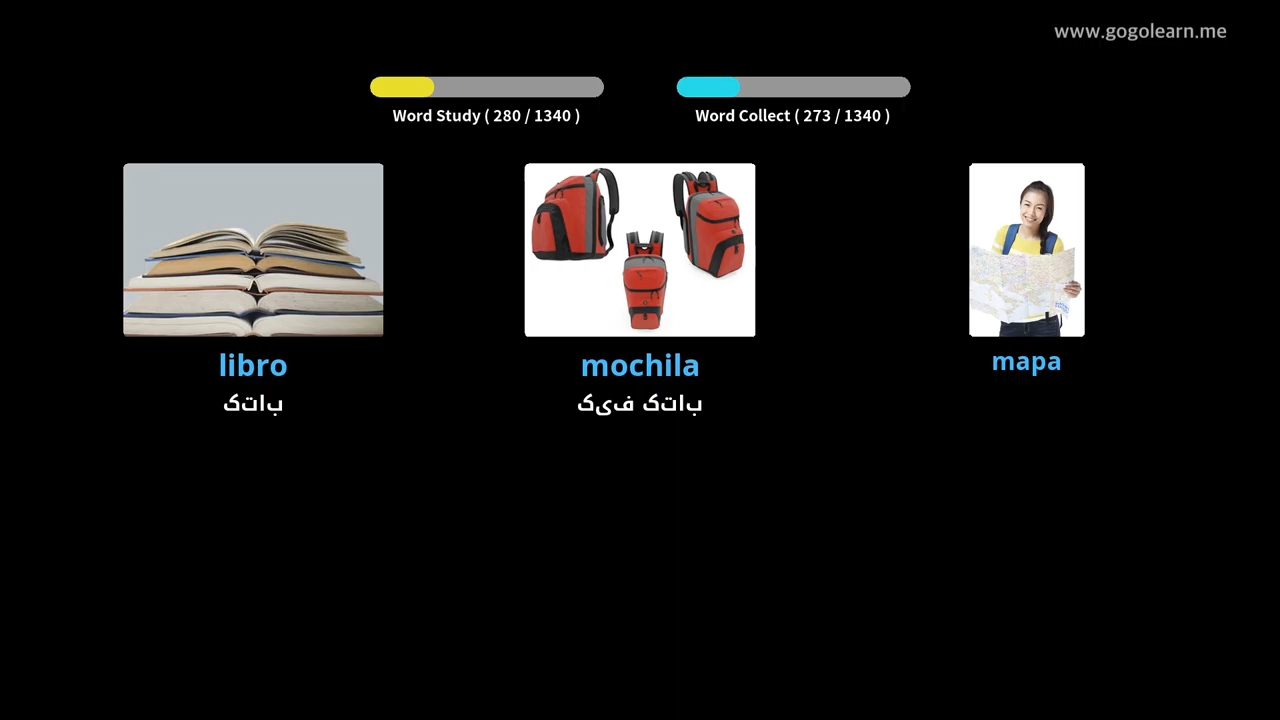 www.gogolearn.me
Word Study ( 280 / 1340 )
Word Collect ( 273 / 1340 )
libro
باتک
mochila
باتک فیک
mapa